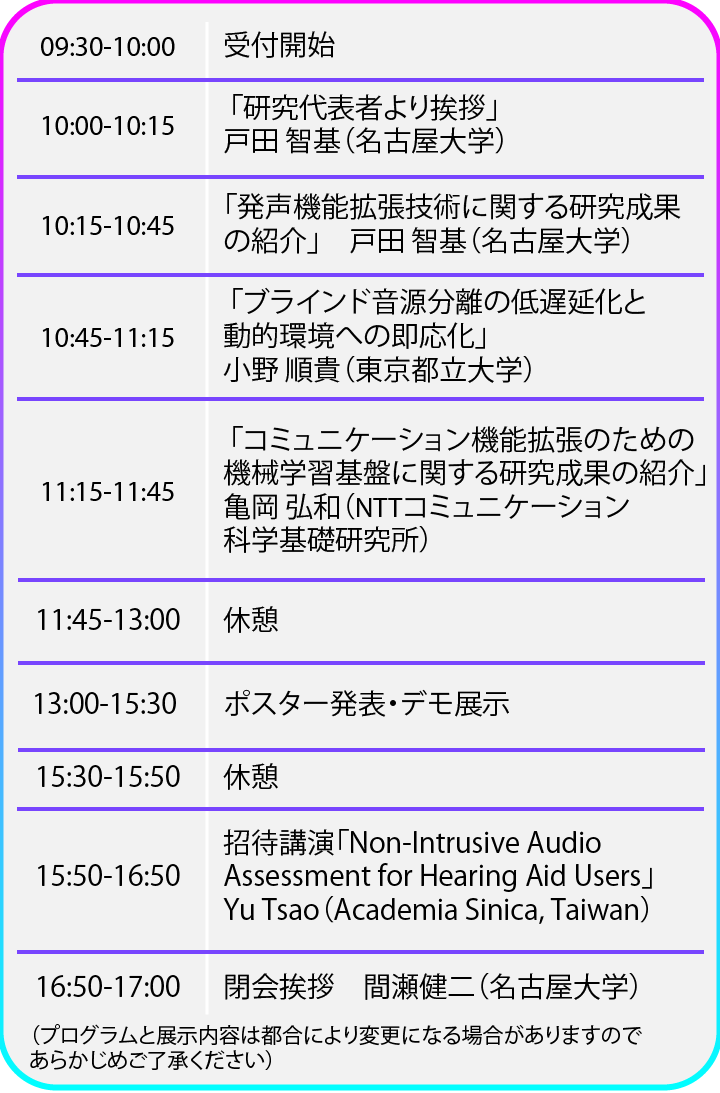 09:30-10:00 受付開始
10:00-10:15 「研究代表者より挨拶」
戸田 智基（名古屋大学）
10:15-10:45 「発声機能拡張技術に関する研究成果
の紹介」　戸田 智基（名古屋大学）
10:45-11:15 「ブラインド音源分離の低遅延化と
動的環境への即応化」
小野 順貴（東京都立大学）
11:15-11:45 「コミュニケーション機能拡張のための
機械学習基盤に関する研究成果の紹介」
亀岡 弘和（NTTコミュニケーション
科学基礎研究所）
11:45-13:00 休憩
13:00-15:30 ポスター発表・デモ展示
15:30-15:50 休憩
15:50-16:50 招待講演「Non-Intrusive Audio
Assessment for Hearing Aid Users」
Yu Tsao（Academia Sinica, Taiwan）
16:50-17:00 閉会挨拶　間瀬健二（名古屋大学）
（プログラムと展示内容は都合により変更になる場合がありますので
あらかじめご了承ください）